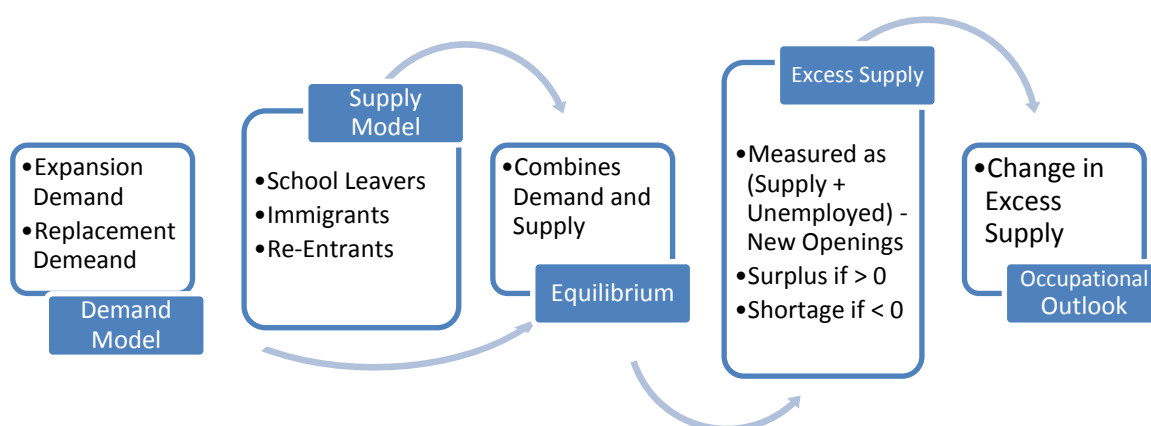 •Expansion
Demand
•Replacement
Demeand
Demand
Model
Supply
Model
•School Leavers
•Immigrants
•Re-Entrants
•Combines
Demand and
Supply
Equilibrium
Excess Supply
•Measured as
(Supply +
Unemployed) -
New Openings
•Surplus if > 0
•Shortage if < 0
•Change in
Excess
Supply
Occupational
Outlook